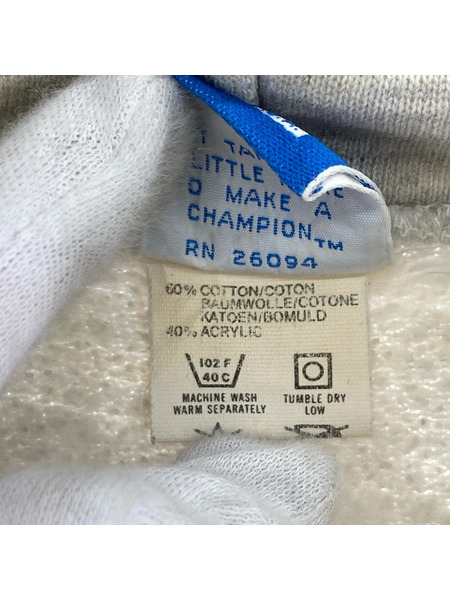 LITTLE
O MAKE A
CHAMPION™
RN 26094
60% COTTON/COTON
BAUMWOLLE/COTONE
KATOEN/BOMULD
40% ACRYLIC
102 F
40 C
MACHINE WASH
WARM SEPARATELY
TUMBLE DRY
LOW